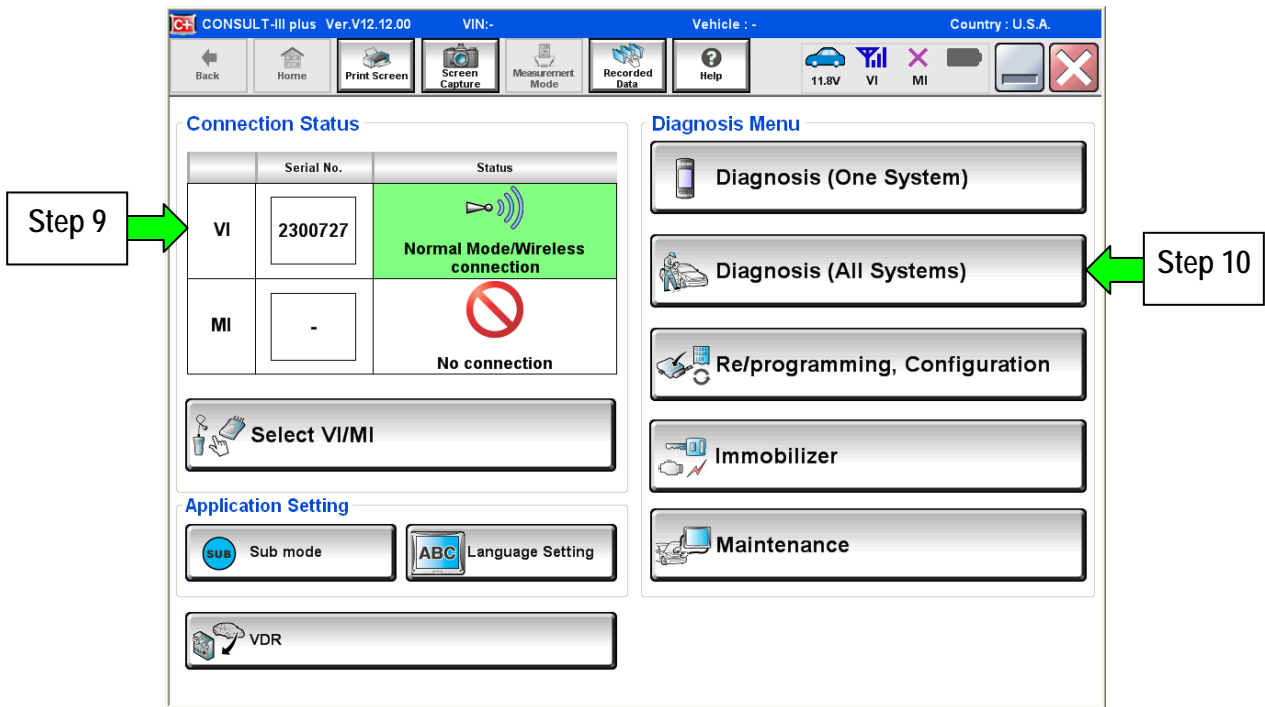 C+ CONSULT-III plus Ver.V12.12.00 VIN:- Vehicle : - Country : U.S.A.
Back
Home
Print Screen
Screen
Capture
Measurement
Mode
Recorded
Data
Help
11.8V VI MI
Connection Status
Serial No. Status
VI 2300727
Normal Mode/Wireless
connection
MI -
No connection
Select VI/MI
Application Setting
SUB Sub mode
ABC Language Setting
VDR
Diagnosis Menu
Diagnosis (One System)
Diagnosis (All Systems)
Re/programming, Configuration
Immobilizer
Maintenance
Step 9
Step 10